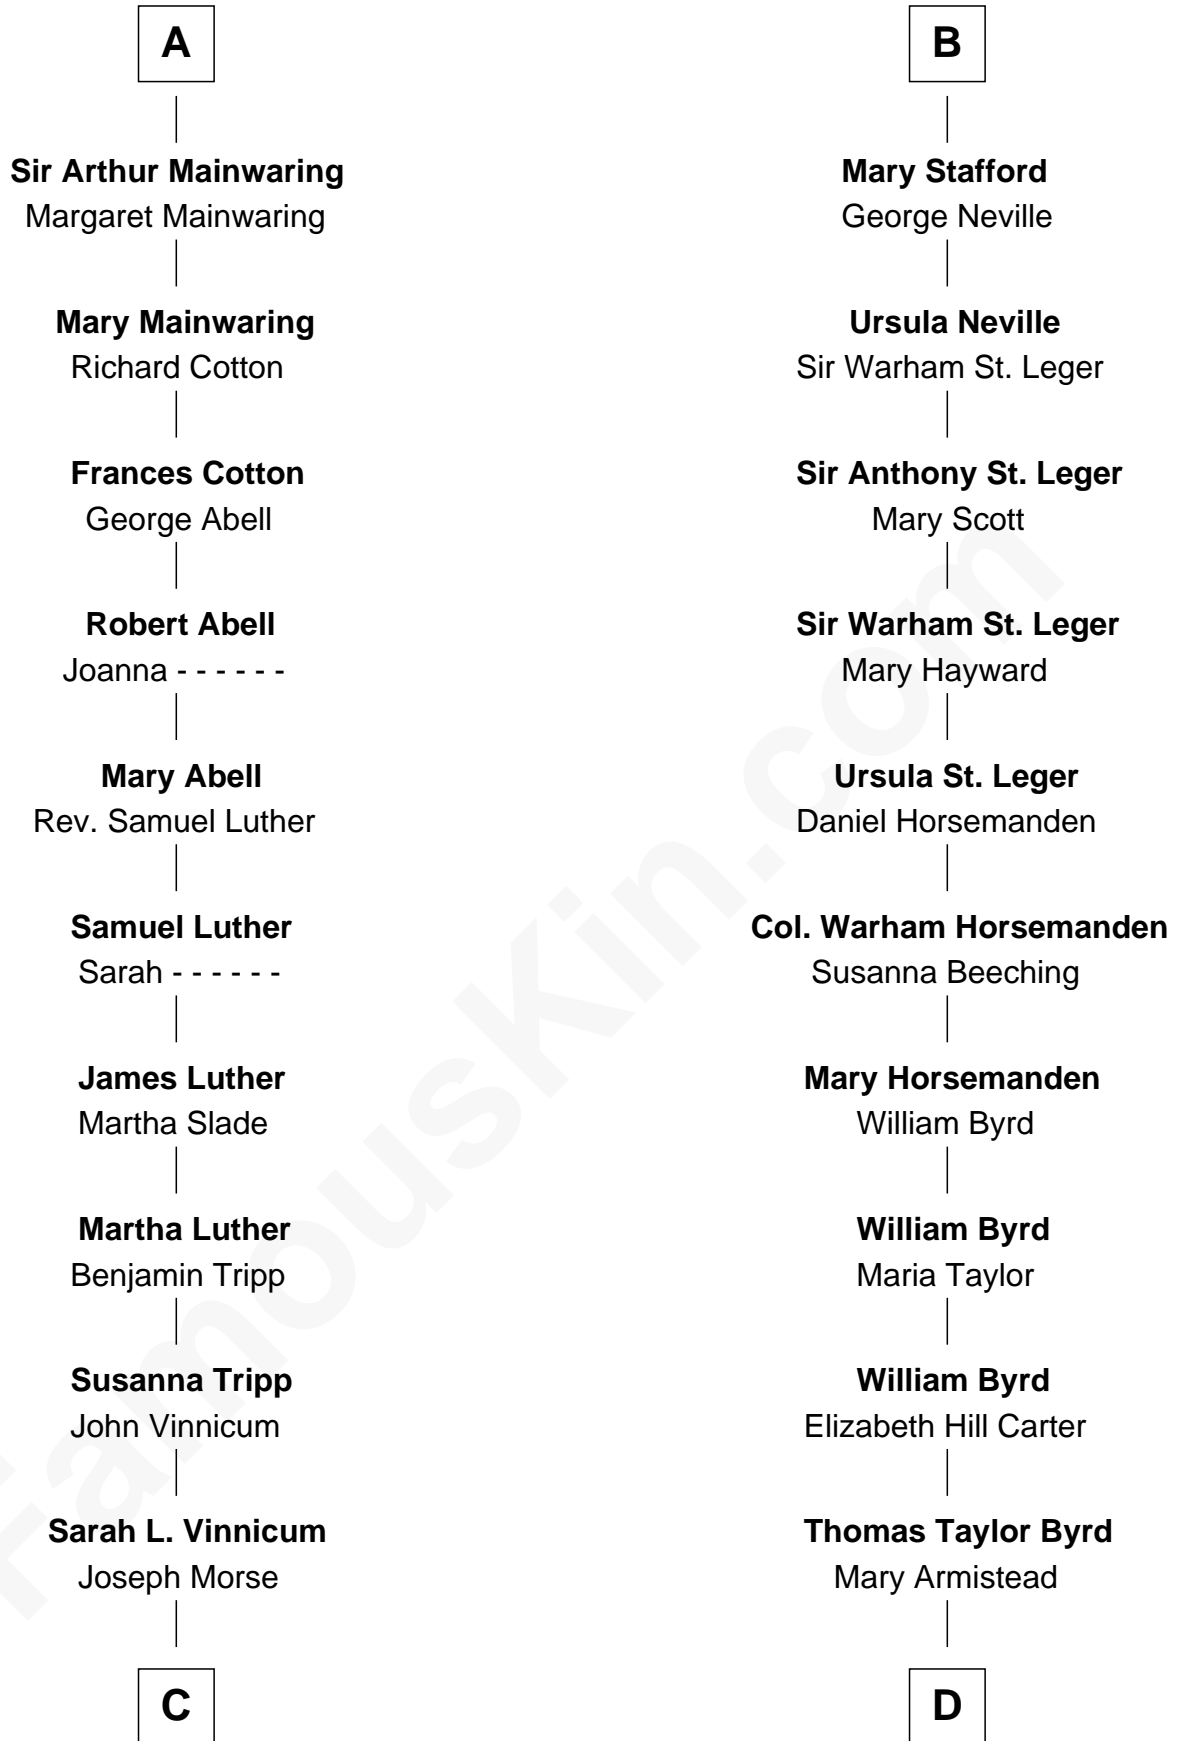 A
Sir Arthur Mainwaring
Margaret Mainwaring
Mary Mainwaring
Richard Cotton
Frances Cotton
George Abell
Robert Abell
Joanna - - - - - -
Mary Abell
Rev. Samuel Luther
Samuel Luther
Sarah - - - - - -
James Luther
Martha Slade
Martha Luther
Benjamin Tripp
Susanna Tripp
John Vinnicum
Sarah L. Vinnicum
Joseph Morse
C
B
Mary Stafford
George Neville
Ursula Neville
Sir Warham St. Leger
Sir Anthony St. Leger
Mary Scott
Sir Warham St. Leger
Mary Hayward
Ursula St. Leger
Daniel Horsemanden
Col. Warham Horsemanden
Susanna Beeching
Mary Horsemanden
William Byrd
William Byrd
Maria Taylor
William Byrd
Elizabeth Hill Carter
Thomas Taylor Byrd
Mary Armistead
D
FamousKin.com